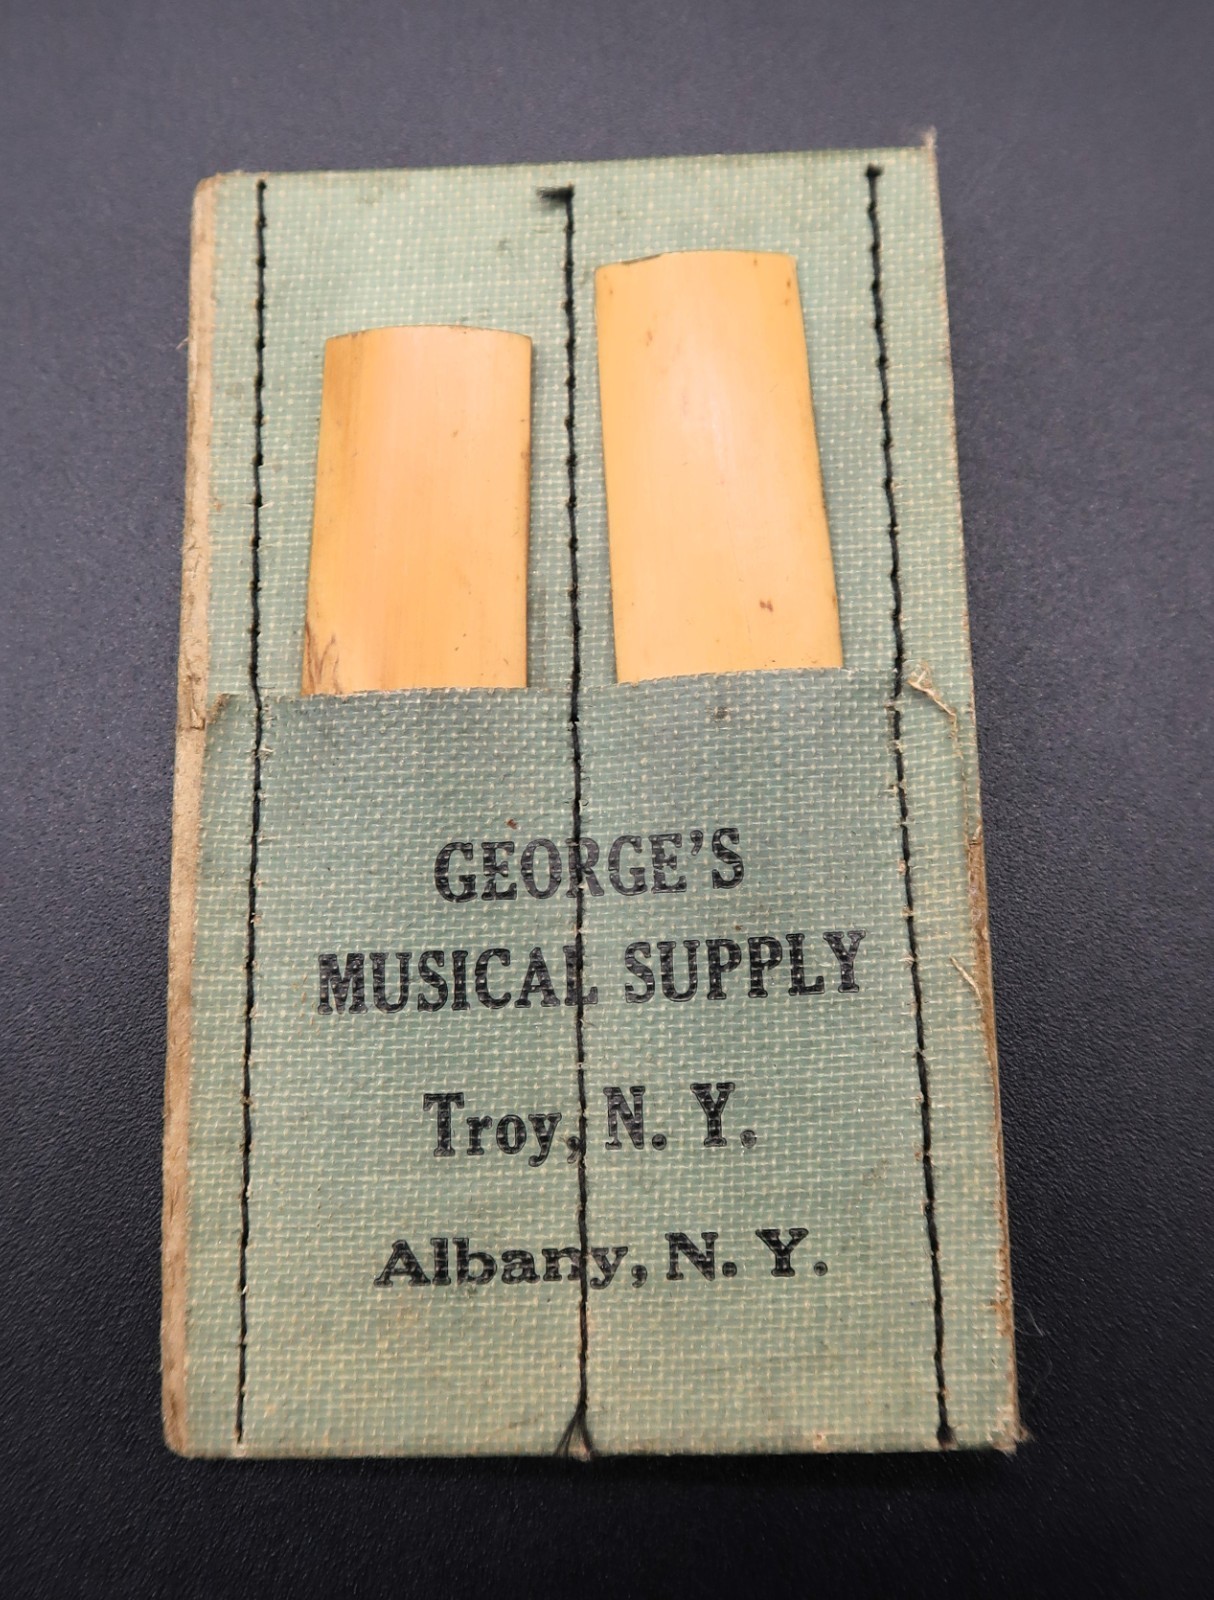 GEORGE'S
MUSICAL SUPPLY
Troy, N. Y.
Albany, N. Y.